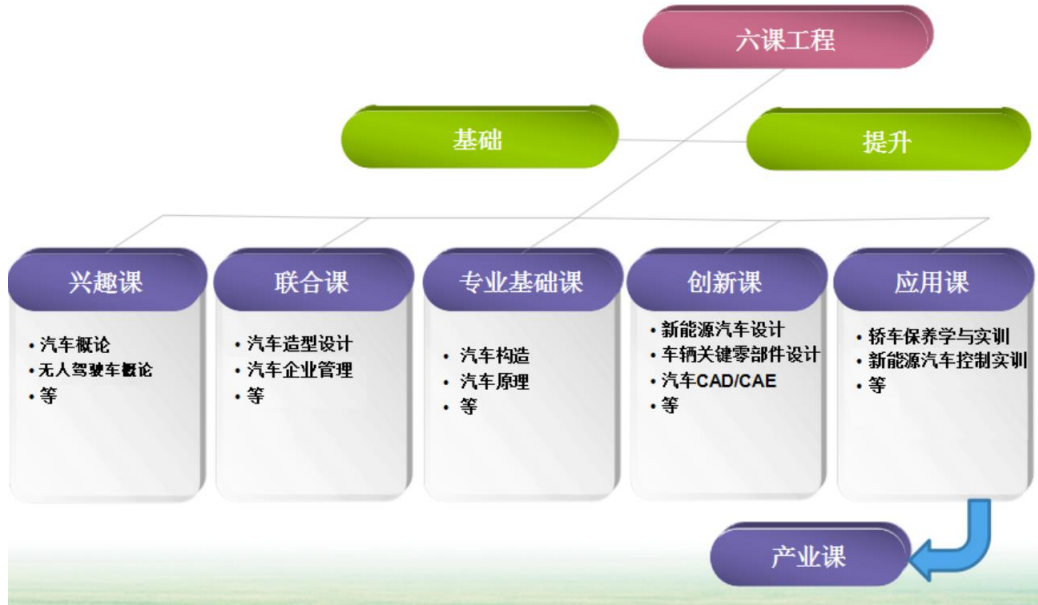 六课工程
基础
提升
兴趣课
• 汽车概论
• 无人驾驶车概论
• 等
联合课
• 汽车造型设计
• 汽车企业管理
• 等
专业基础课
• 汽车构造
• 汽车原理
• 等
创新课
• 新能源汽车设计
• 车辆关键零部件设计
• 汽车CAD/CAE
• 等
应用课
• 轿车保养学与实训
• 新能源汽车控制实训
• 等
产业课